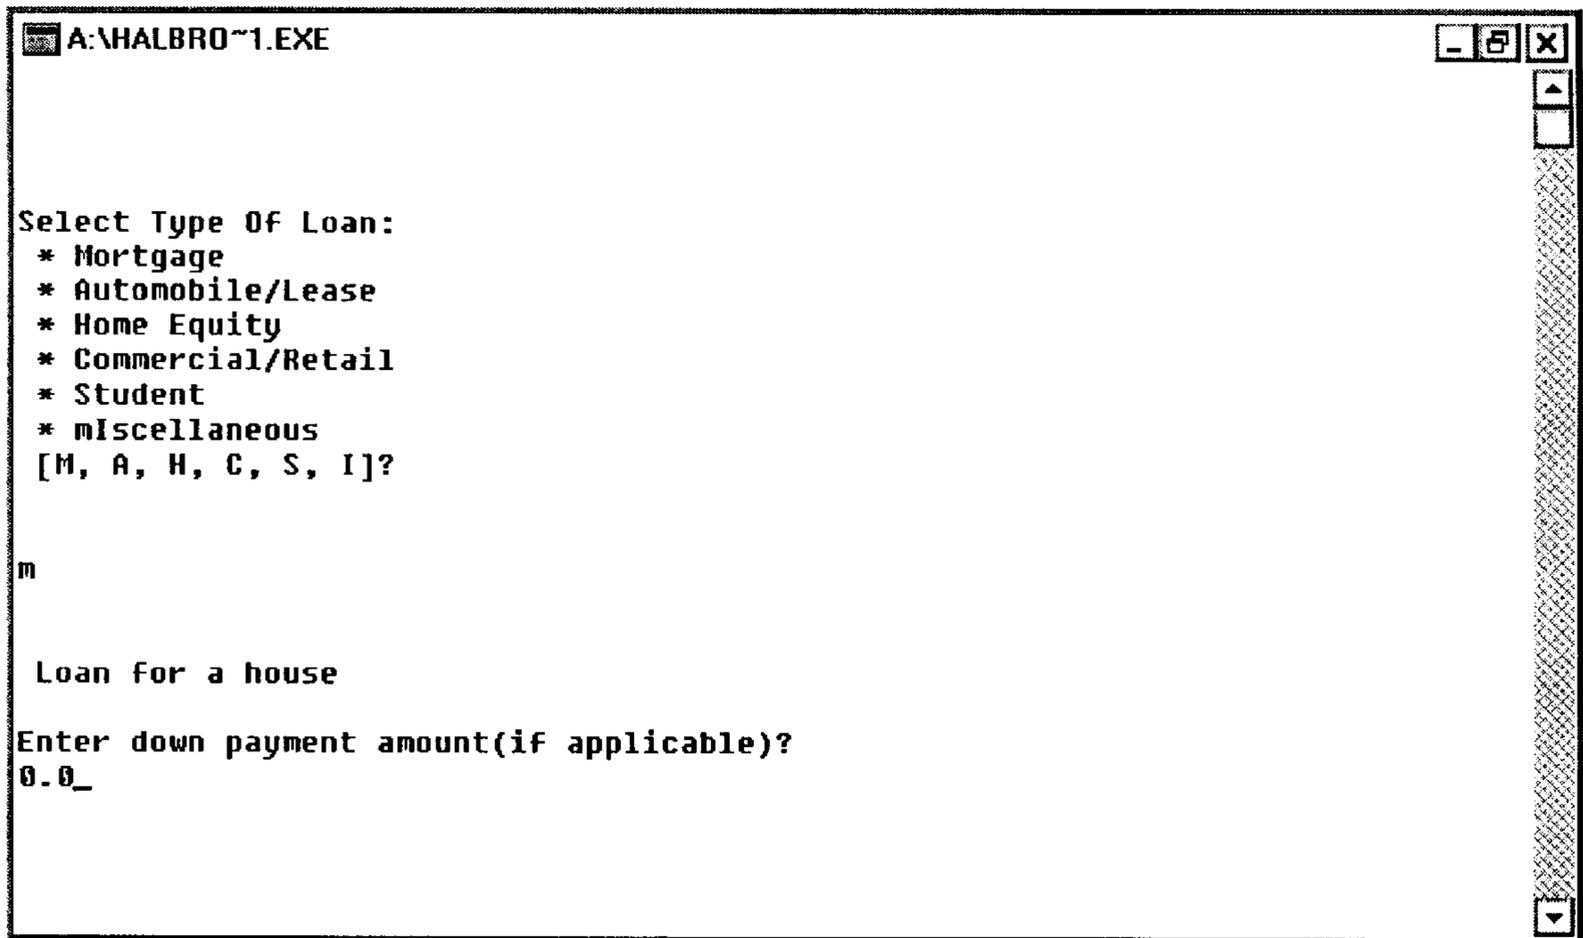 A:\HALBRO~1.EXE
Select Type Of Loan:
* Mortgage
* Automobile/Lease
* Home Equity
* Commercial/Retail
* Student
* mIscellaneous
[M, A, H, C, S, I]?
m
Loan for a house
Enter down payment amount(if applicable)?
0.0_